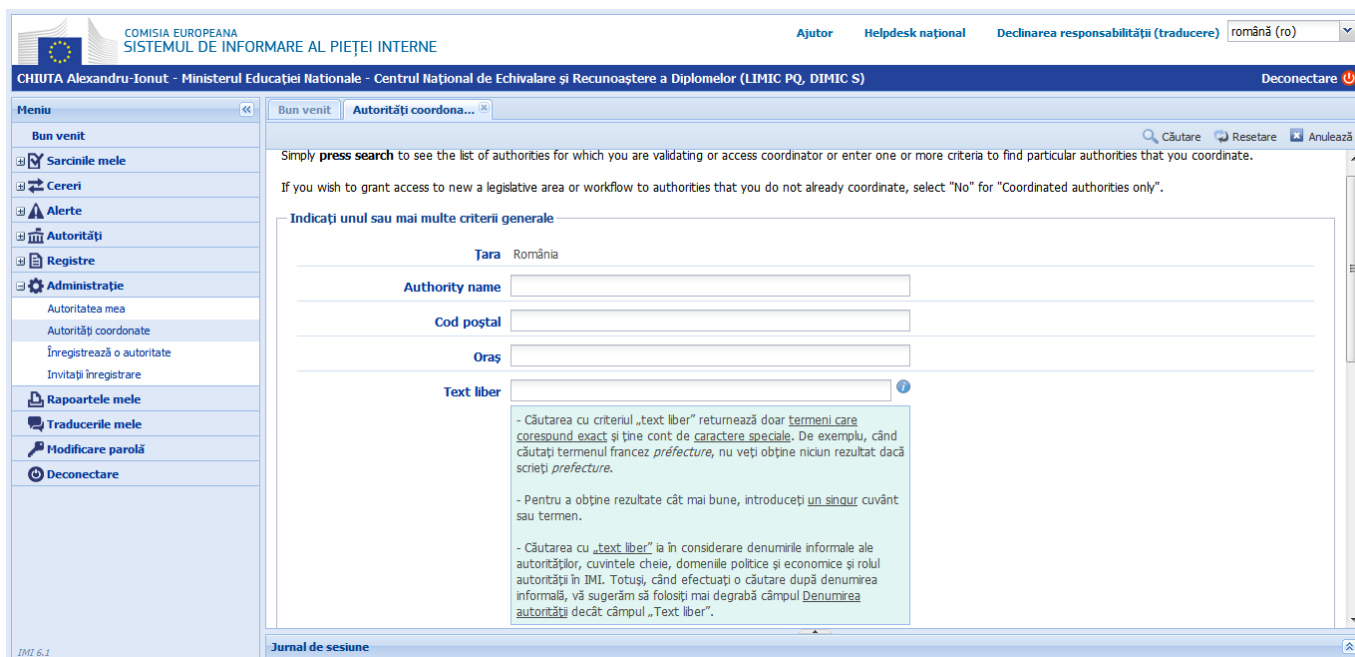 COMISIA EUROPEANA
SISTEMUL DE INFORMARE AL PIEȚEI INTERNE
Ajutor Helpdesk național Declinarea responsabilității (traducere) română (ro)
CHIUTA Alexandru-Ionut - Ministerul Educației Nationale - Centrul Național de Echivalare și Recunoaștere a Diplomelor (LIMIC PQ, DIMIC S) Deconectare
Meniu
Bun venit
Sarcinile mele
Cereri
Alerte
Autorități
Registre
Administrație
Autoritatea mea
Autorități coordonate
Înregistrează o autoritate
Invitații înregistrare
Rapoartele mele
Traducerile mele
Modificare parolă
Deconectare
IMI 6.1
Bun venit Autorități coordona...
Căutare Resetare Anulează
Simply press search to see the list of authorities for which you are validating or access coordinator or enter one or more criteria to find particular authorities that you coordinate.
If you wish to grant access to new a legislative area or workflow to authorities that you do not already coordinate, select "No" for "Coordinated authorities only".
Indicați unul sau mai multe criterii generale
Țara România
Authority name
Cod poștal
Oraș
Text liber
- Căutarea cu criteriul „text liber” returnează doar termeni care
corespund exact și ține cont de caractere speciale. De exemplu, când
căutați termenul francez préfecture, nu veți obține niciun rezultat dacă
scrieți prefecture.
- Pentru a obține rezultate cât mai bune, introduceți un singur cuvânt
sau termen.
- Căutarea cu „text liber” ia în considerare denumirile informale ale
autorităților, cuvintele cheie, domeniile politice și economice și rolul
autorității în IMI. Totuși, când efectuați o căutare după denumirea
informală, vă sugerăm să folosiți mai degrabă câmpul Denumirea
autorității decât câmpul „Text liber”.
Jurnal de sesiune